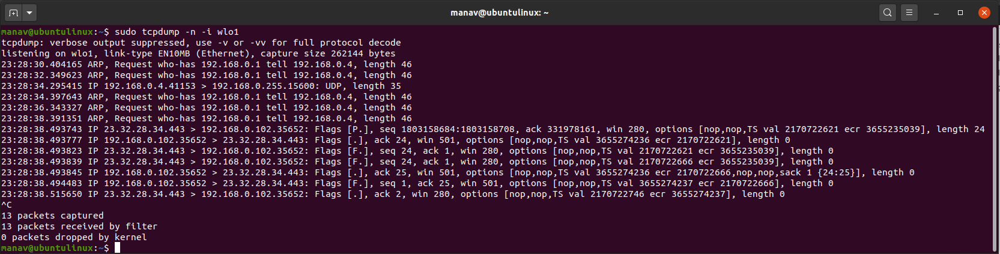 manav@ubuntulinux: ~
manav@ubuntulinux:~$ sudo tcpdump -n -i wlo1
tcpdump: verbose output suppressed, use -v or -vv for full protocol decode
listening on wlo1, link-type EN10MB (Ethernet), capture size 262144 bytes
23:28:30.404165 ARP, Request who-has 192.168.0.1 tell 192.168.0.4, length 46
23:28:32.349623 ARP, Request who-has 192.168.0.1 tell 192.168.0.4, length 46
23:28:34.295415 IP 192.168.0.4.41153 > 192.168.0.255.15600: UDP, length 35
23:28:34.397643 ARP, Request who-has 192.168.0.1 tell 192.168.0.4, length 46
23:28:36.343327 ARP, Request who-has 192.168.0.1 tell 192.168.0.4, length 46
23:28:38.391351 ARP, Request who-has 192.168.0.1 tell 192.168.0.4, length 46
23:28:38.493743 IP 23.32.28.34.443 > 192.168.0.102.35652: Flags [P.], seq 1803158684:1803158708, ack 331978161, win 280, options [nop,nop,TS val 2170722621 ecr 3655235039], length 24
23:28:38.493777 IP 192.168.0.102.35652 > 23.32.28.34.443: Flags [.], ack 24, win 501, options [nop,nop,TS val 3655274236 ecr 2170722621], length 0
23:28:38.493823 IP 23.32.28.34.443 > 192.168.0.102.35652: Flags [F.], seq 24, ack 1, win 280, options [nop,nop,TS val 2170722621 ecr 3655235039], length 0
23:28:38.493839 IP 23.32.28.34.443 > 192.168.0.102.35652: Flags [F.], seq 24, ack 1, win 280, options [nop,nop,TS val 2170722666 ecr 3655235039], length 0
23:28:38.493845 IP 192.168.0.102.35652 > 23.32.28.34.443: Flags [.], ack 25, win 501, options [nop,nop,TS val 3655274236 ecr 2170722666,nop,nop,sack 1 {24:25}], length 0
23:28:38.494483 IP 192.168.0.102.35652 > 23.32.28.34.443: Flags [F.], seq 1, ack 25, win 501, options [nop,nop,TS val 3655274237 ecr 2170722666], length 0
23:28:38.515650 IP 23.32.28.34.443 > 192.168.0.102.35652: Flags [.], ack 2, win 280, options [nop,nop,TS val 2170722746 ecr 3655274237], length 0
^C
13 packets captured
13 packets received by filter
0 packets dropped by kernel
manav@ubuntulinux:~$